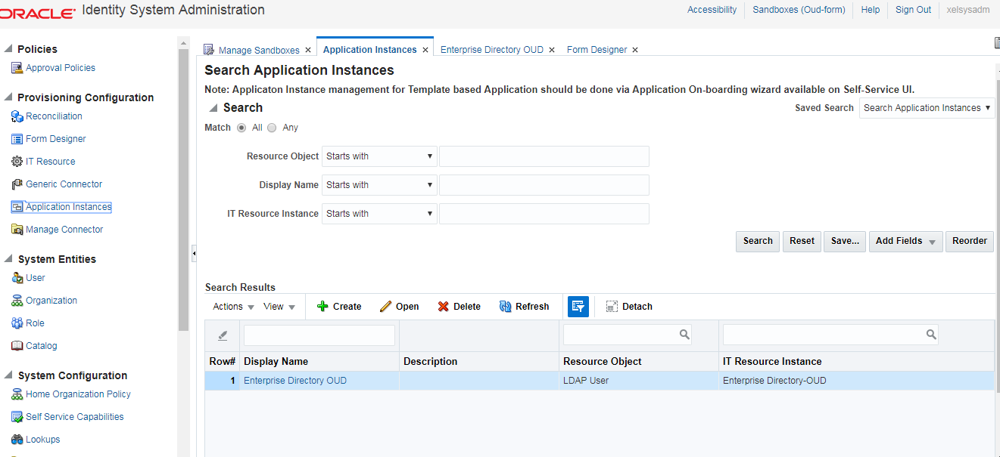 ORACLE Identity System Administration
Accessibility Sandboxes (Oud-form) Help Sign Out xelsysadm
Policies
Approval Policies
Provisioning Configuration
Reconciliation
Form Designer
IT Resource
Generic Connector
Application Instances
Manage Connector
System Entities
User
Organization
Role
Catalog
System Configuration
Home Organization Policy
Self Service Capabilities
Lookups
Manage Sandboxes Application Instances Enterprise Directory OUD Form Designer
Search Application Instances
Note: Applicaton Instance management for Template based Application should be done via Application On-boarding wizard available on Self-Service UI.
Search
Saved Search Search Application Instances
Match All Any
Resource Object Starts with
Display Name Starts with
IT Resource Instance Starts with
Search Reset Save... Add Fields Reorder
Search Results
Actions View Create Open Delete Refresh Detach
Row# Display Name Description Resource Object IT Resource Instance
1 Enterprise Directory OUD LDAP User Enterprise Directory-OUD